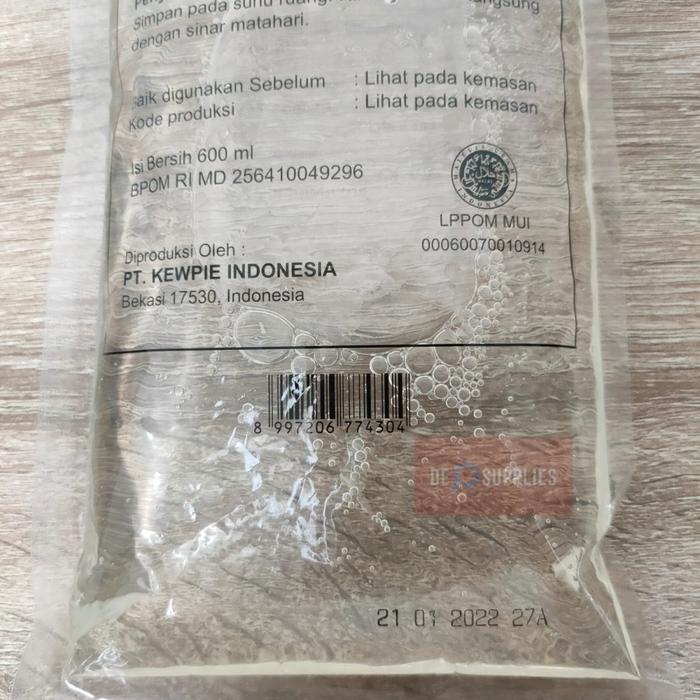 Simpan pada suhu ruang,
dengan sinar matahari.
Baik digunakan Sebelum : Lihat pada kemasan
Kode produksi : Lihat pada kemasan
Isi Bersih 600 ml
BPOM RI MD 256410049296
LPPOM MUI
00060070010914
Diproduksi Oleh :
PT. KEWPIE INDONESIA
Bekasi 17530, Indonesia
8 997206 774304
SUPPLIES
21 01 2022 27A